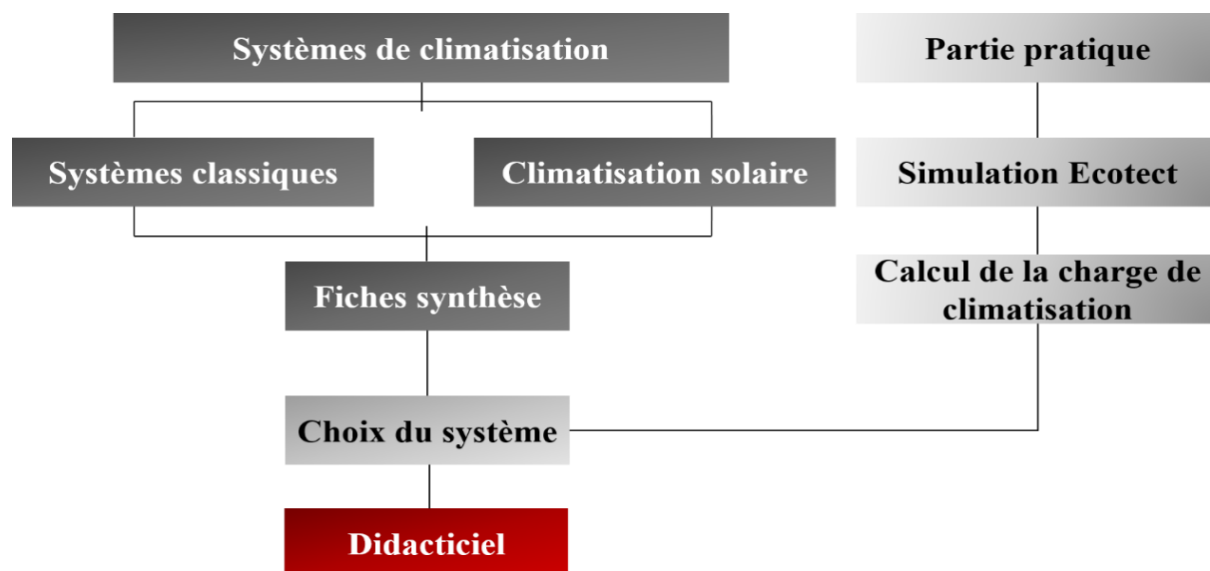 Systèmes de climatisation
Partie pratique
Systèmes classiques
Climatisation solaire
Simulation Ecotect
Fiches synthèse
Calcul de la charge de
climatisation
Choix du système
Didacticiel